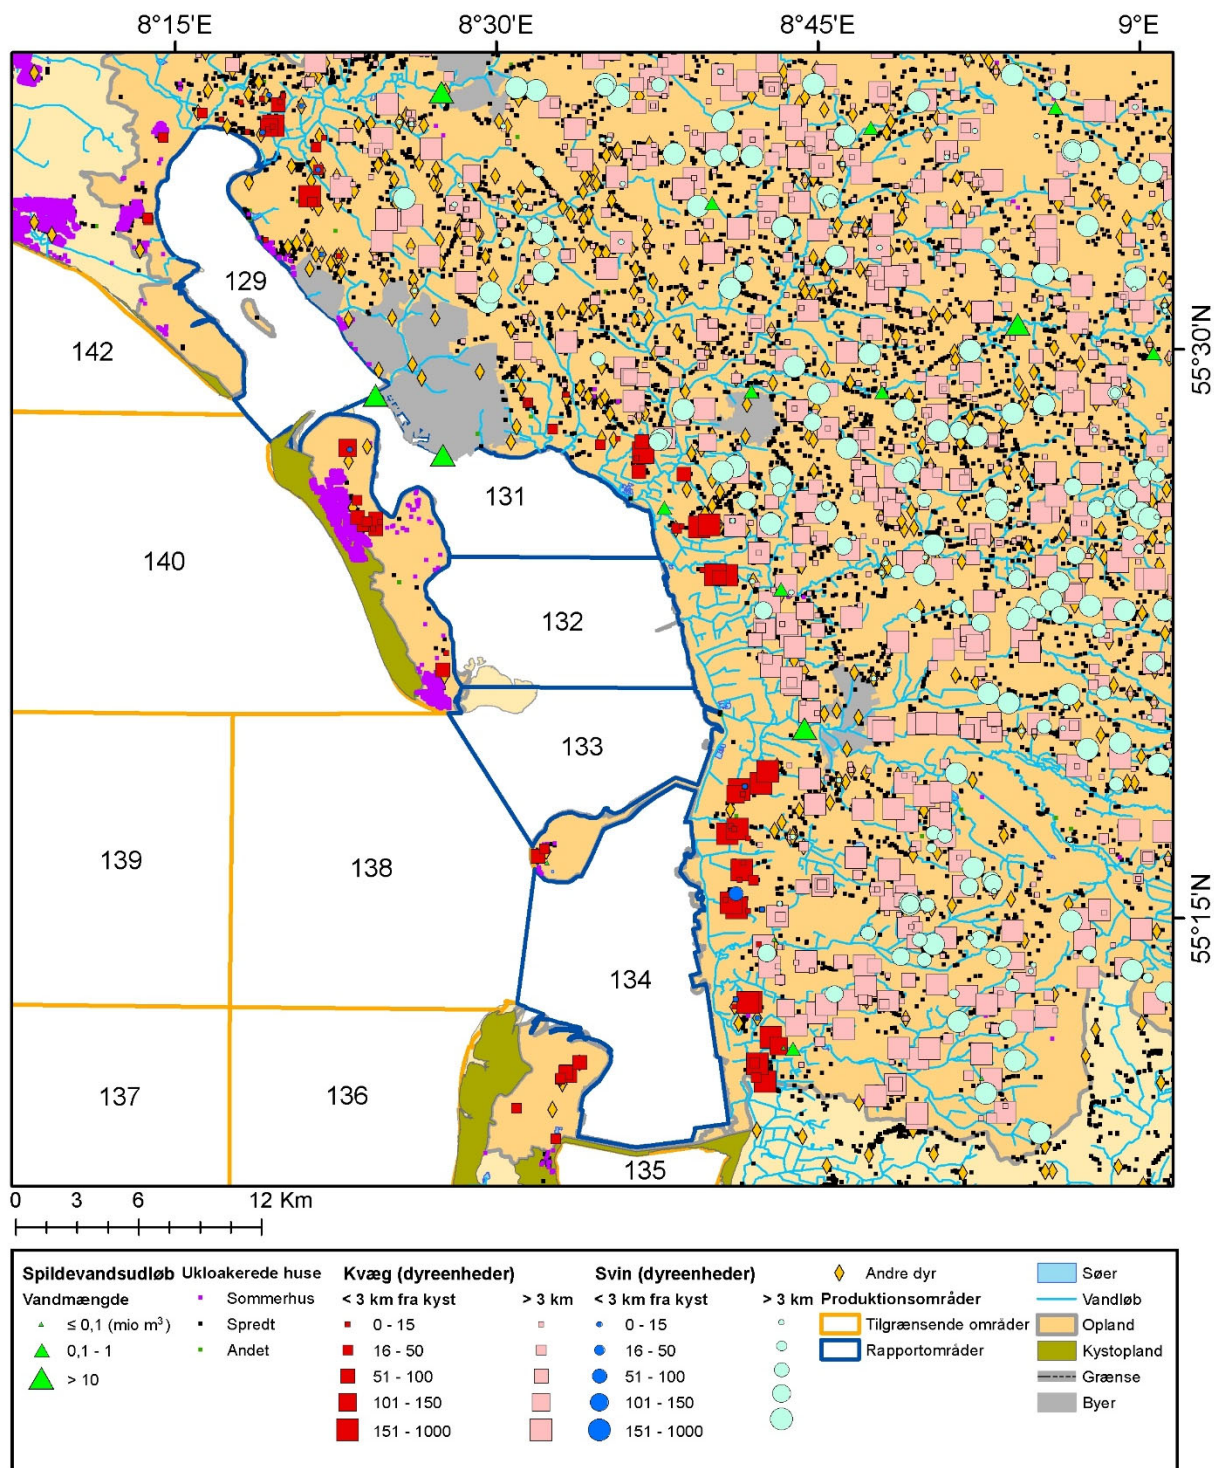 8°15'E 8°30'E 8°45'E 9°E
129
142
55°30'N
131
140
132
133
139 138
55°15'N
134
137 136
135
0 3 6 12 Km
Spildevandsudløb Ukloakerede huse Kvæg (dyreenheder) Svin (dyreenheder) Andre dyr Søer
Vandmængde Sommerhus < 3 km fra kyst > 3 km < 3 km fra kyst > 3 km Produktionsområder Vandløb
≤ 0,1 (mio m³) Spredt 0 - 15 0 - 15 Tilgrænsende områder Opland
0,1 - 1 Andet 16 - 50 16 - 50 Rapportområder Kystopland
> 10 51 - 100 51 - 100 Grænse
101 - 150 101 - 150 Byer
151 - 1000 151 - 1000